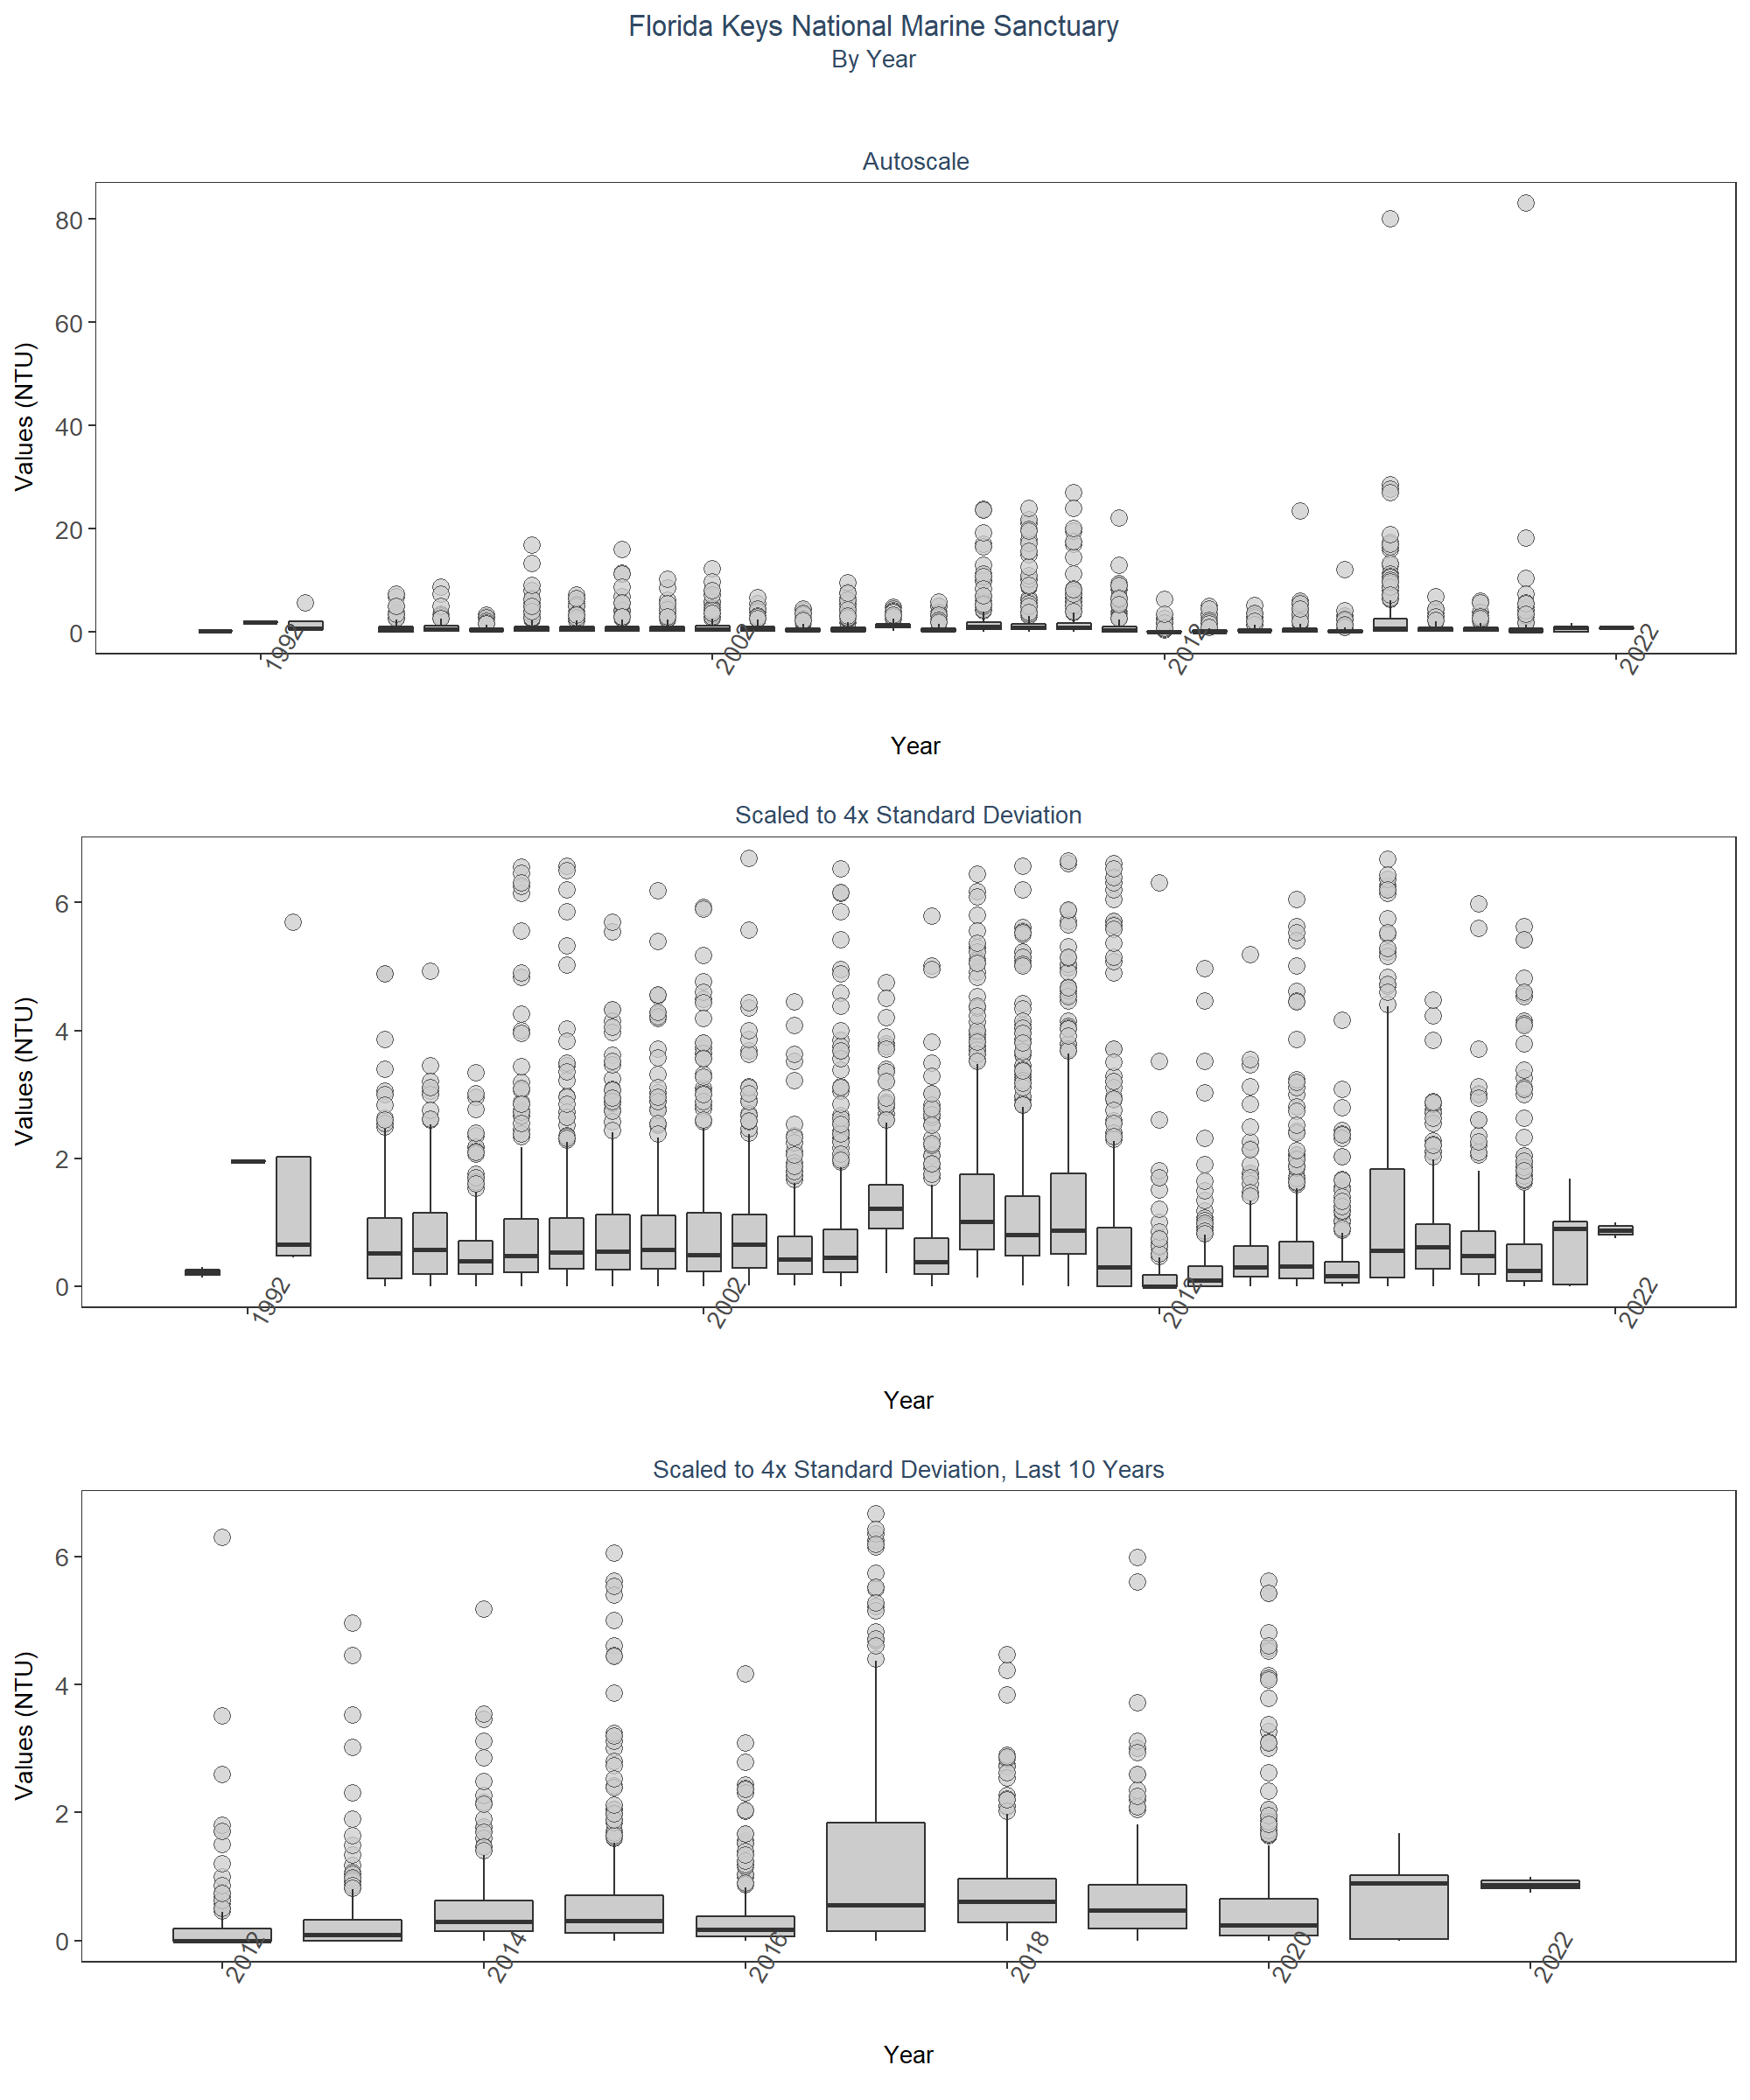 Florida Keys National Marine Sanctuary
By Year
Autoscale
80
60
40
20
0
Values (NTU)
1992
2002
2012
2022
Year
Scaled to 4x Standard Deviation
6
4
2
0
Values (NTU)
1992
2002
2012
2022
Year
Scaled to 4x Standard Deviation, Last 10 Years
6
4
2
0
Values (NTU)
2012
2014
2016
2018
2020
2022
Year